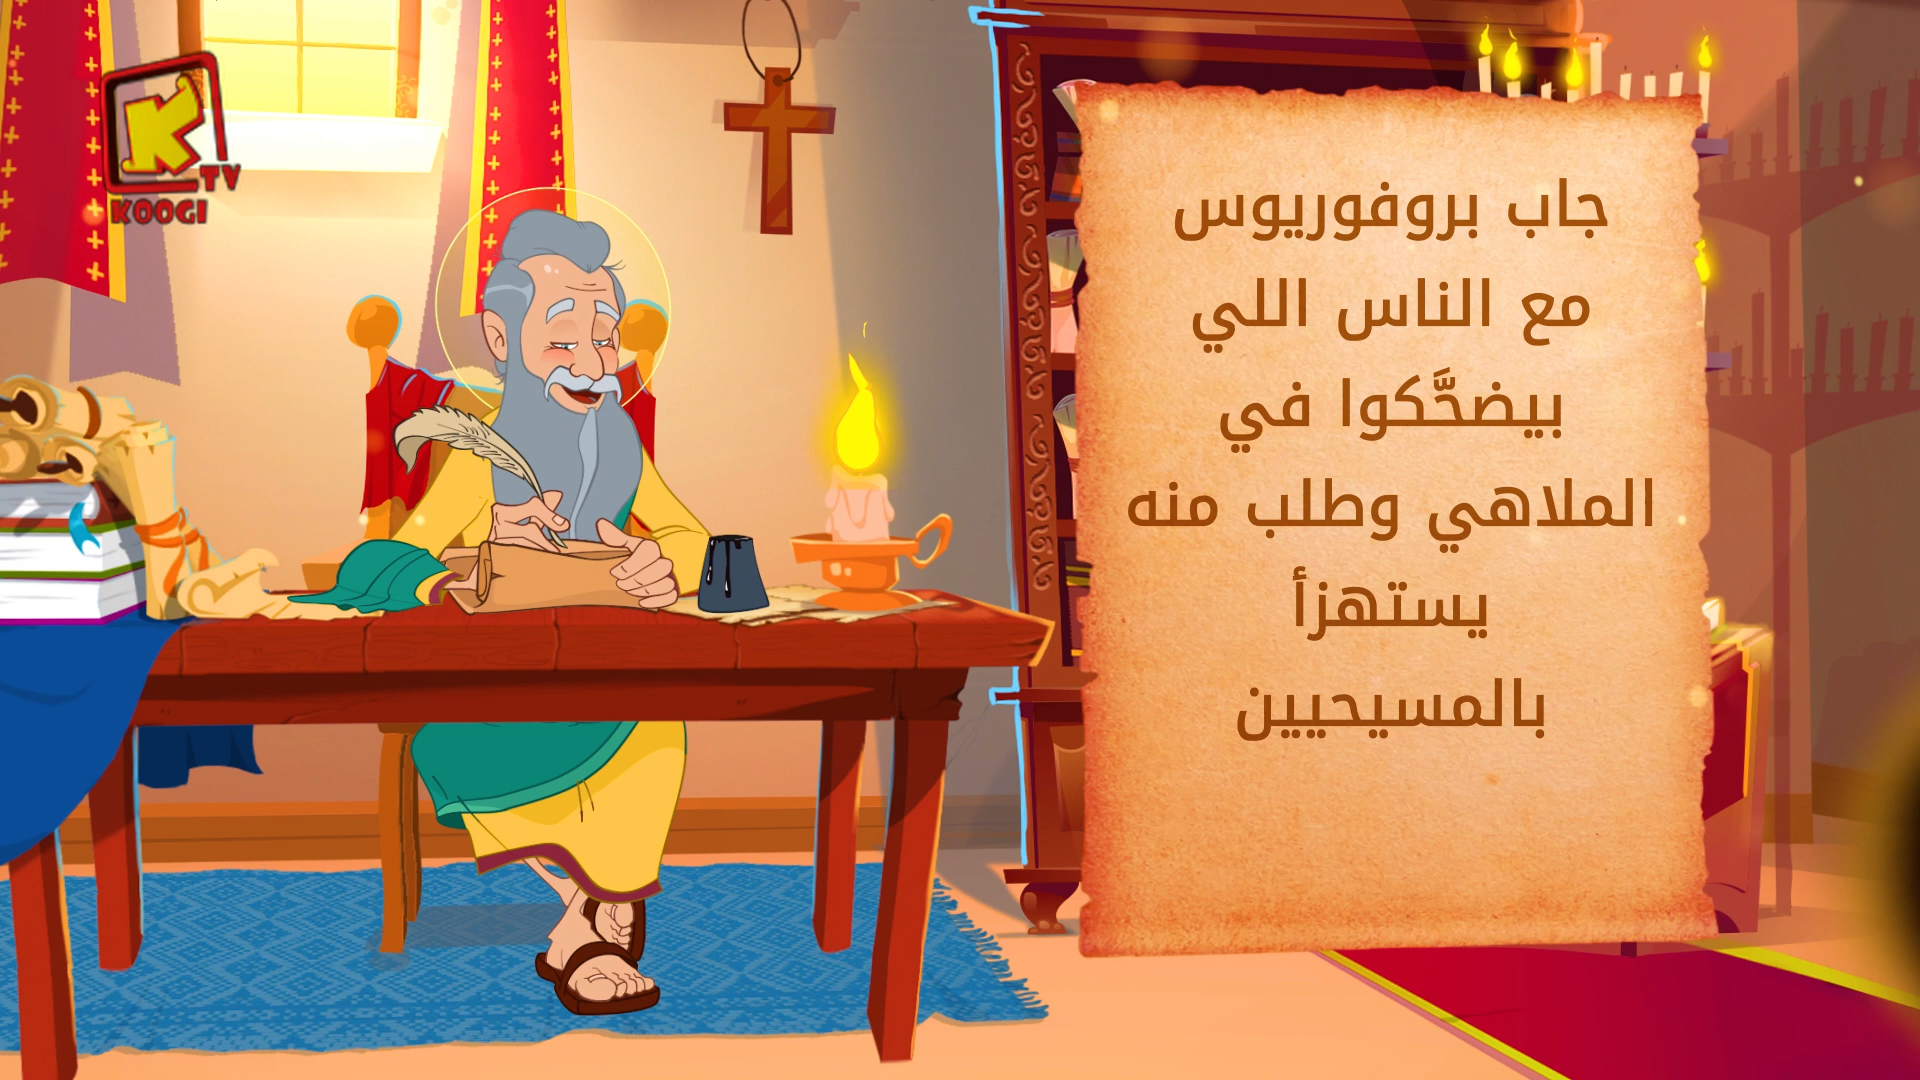 TV
KOOGI
جاب بروفوريوس
مع الناس اللي
بيضحَّكوا في
الملاهي وطلب منه
يستهزأ
بالمسيحيين